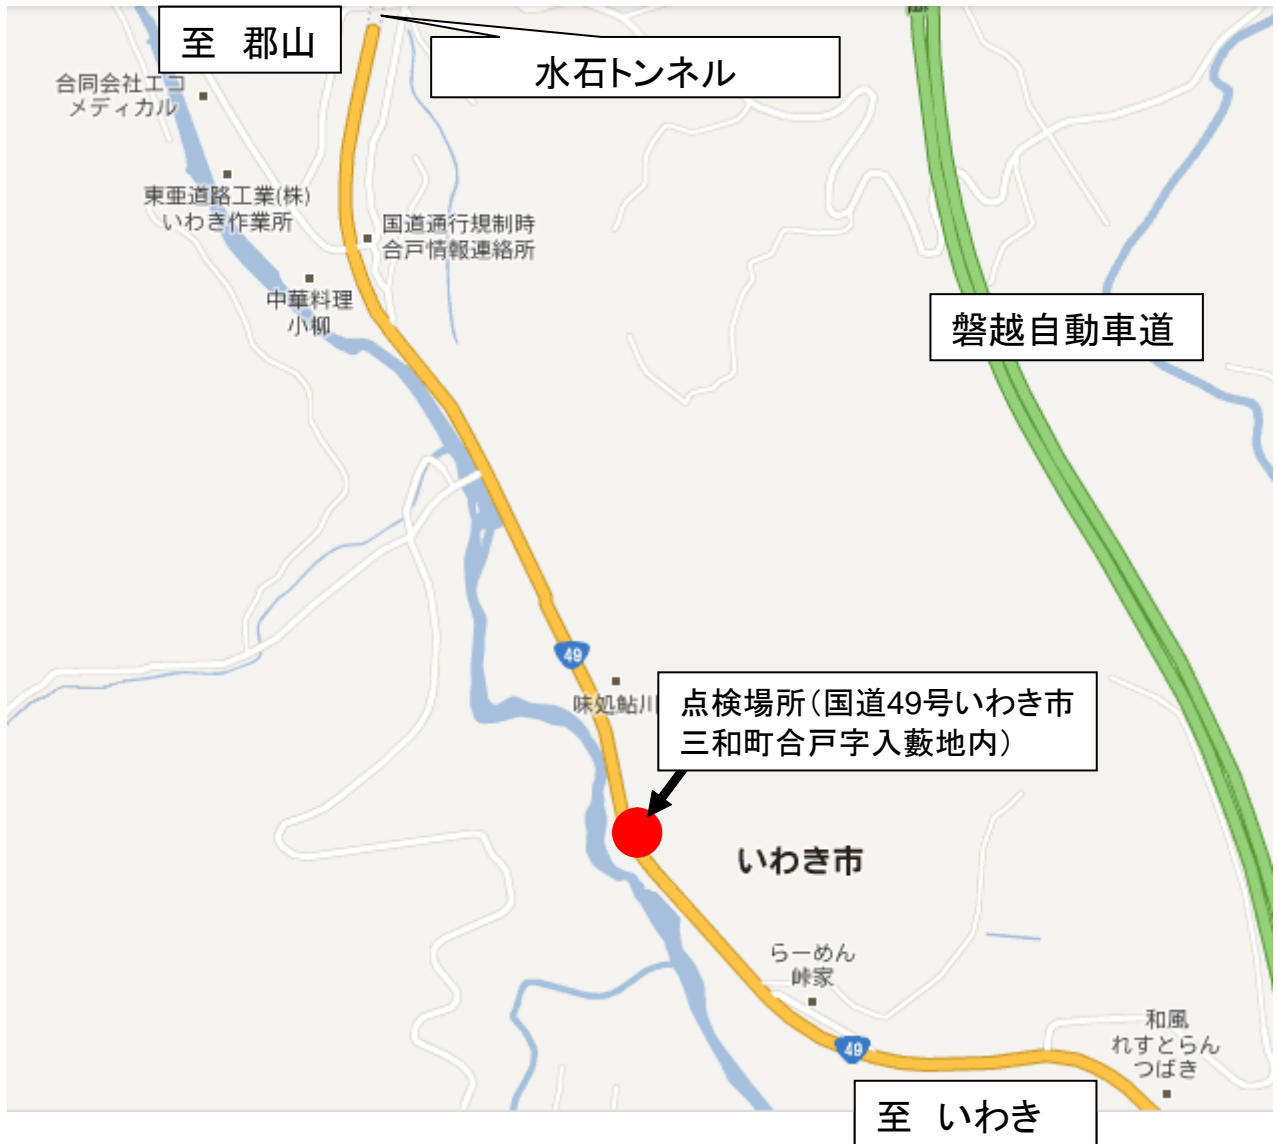 至　郡山
水石トンネル
合同会社エコ
メディカル
東亜道路工業(株)
いわき作業所
国道通行規制時
合戸情報連絡所
中華料理
小柳
磐越自動車道
49
味処鮎川
点検場所（国道49号いわき市
三和町合戸字入藪地内）
いわき市
らーめん
峠家
和風
れすとらん
つばき
49
至　いわき